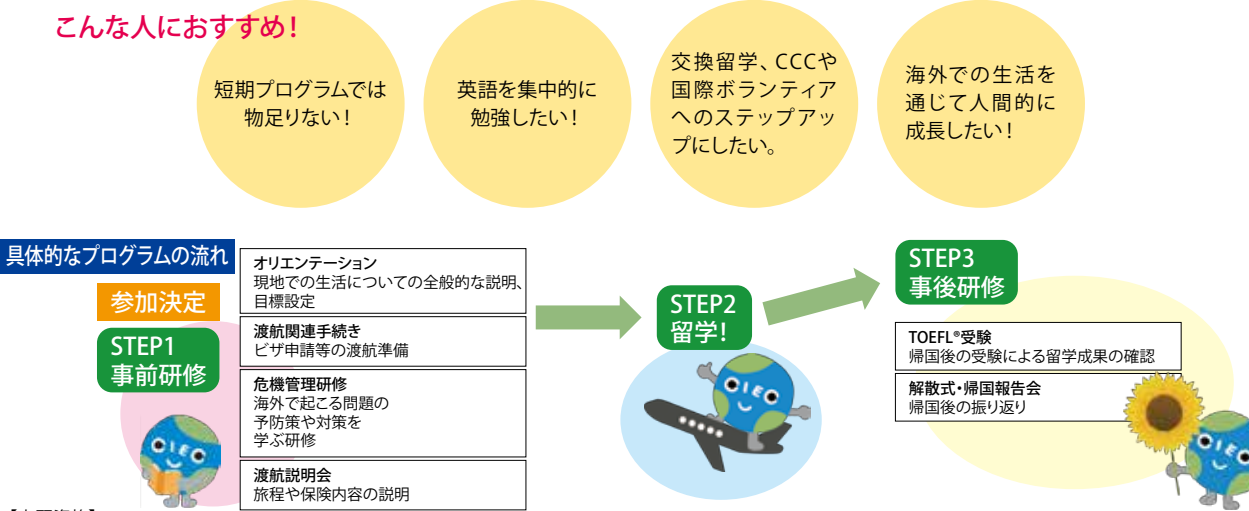 こんな人におすすめ!
短期プログラムでは
物足りない!
英語を集中的に
勉強したい!
交換留学、CCCや
国際ボランティア
へのステップアッ
プにしたい。
海外での生活を
通じて人間的に
成長したい!
具体的なプログラムの流れ
参加決定
STEP1
事前研修
オリエンテーション
現地での生活についての全般的な説明、
目標設定
渡航関連手続き
ビザ申請等の渡航準備
危機管理研修
海外で起こる問題の
予防策や対策を
学ぶ研修
渡航説明会
旅程や保険内容の説明
CIEC
STEP2
留学!
CIEC
STEP3
事後研修
TOEFL®受験
帰国後の受験による留学成果の確認
解散式・帰国報告会
帰国後の振り返り